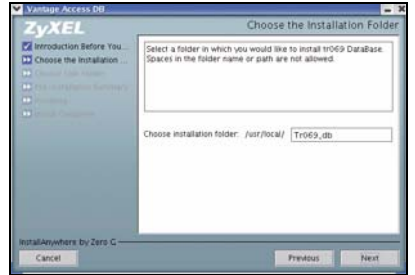 Vantage Access DB
ZyXEL
Choose the Installation Folder
Introduction Before You...
Choose the Installation ...
Select a folder in which you would like to install tr069 DataBase.
Spaces in the folder name or path are not allowed.
Choose installation folder: /usr/local/ Tr069_db
InstallAnywhere by Zero G
Cancel
Previous
Next